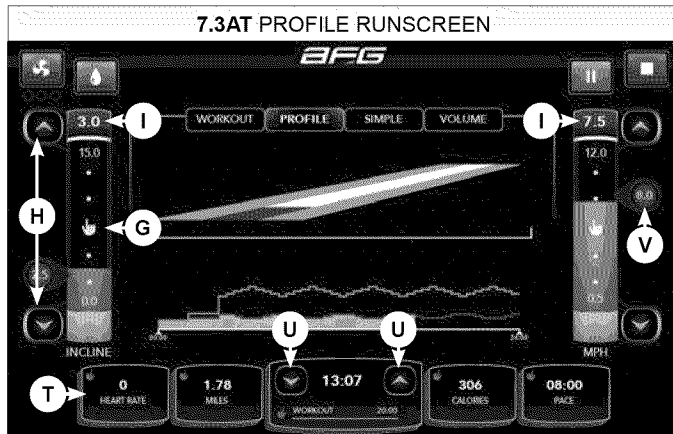 7.3AT PROFILE RUNSCREEN
AFG
3.0
I
WORKOUT
PROFILE
SIMPLE
VOLUME
I
7.5
15.0
12.0
H
G
V
0.0
0.5
INCLINE
U
U
MPH
T
0
HEART RATE
1.78
MILES
13:07
WORKOUT
20:00
306
CALORIES
08:00
PACE